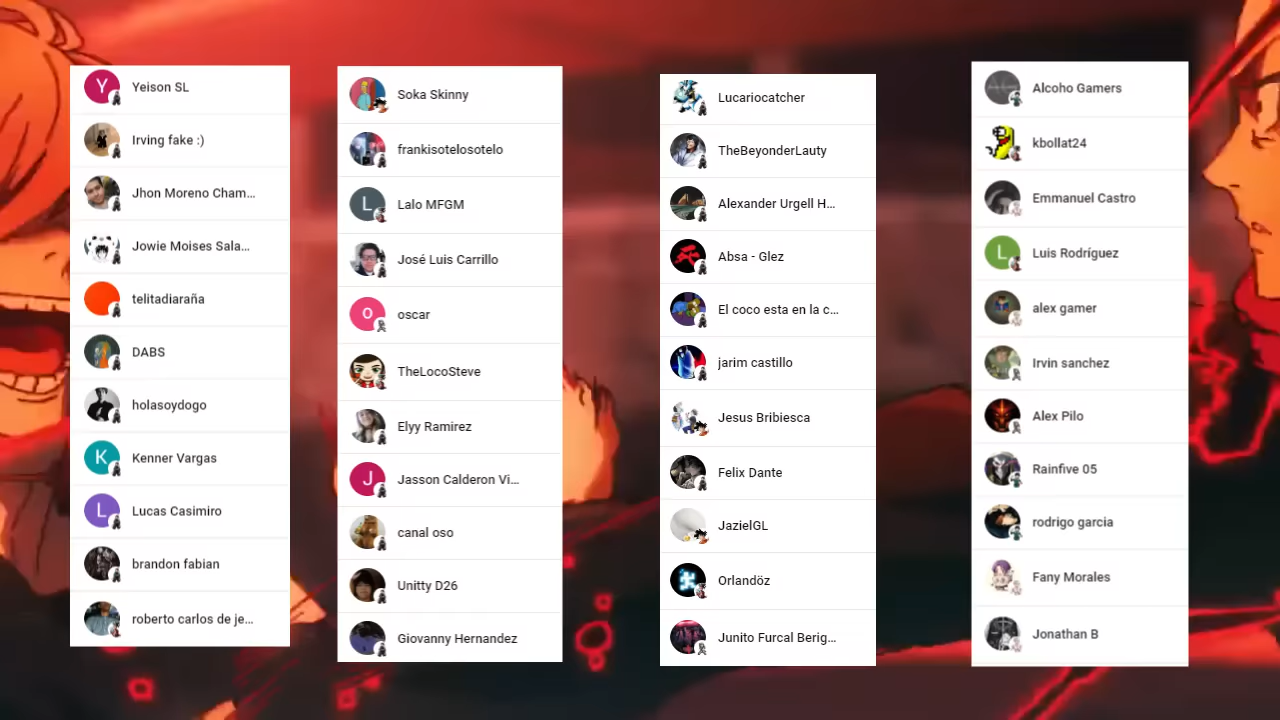 Y
Yeison SL
Irving fake :)
Jhon Moreno Cham...
Jowie Moises Sala...
telitadiaraña
DABS
holasoydogo
K
Kenner Vargas
L
Lucas Casimiro
brandon fabian
roberto carlos de je...
Soka Skinny
frankisotelosotelo
L
Lalo MFGM
José Luis Carrillo
o
oscar
TheLocoSteve
Elyy Ramirez
J
Jasson Calderon Vi...
canal oso
Unitty D26
Giovanny Hernandez
Lucariocatcher
TheBeyonderLauty
Alexander Urgell H...
Absa - Glez
El coco esta en la c...
jarim castillo
Jesus Bribiesca
Felix Dante
JazielGL
Orlandöz
Junito Furcal Berig...
Alcoho Gamers
kbollat24
Emmanuel Castro
L
Luis Rodríguez
alex gamer
Irvin sanchez
Alex Pilo
Rainfive 05
rodrigo garcia
Fany Morales
Jonathan B